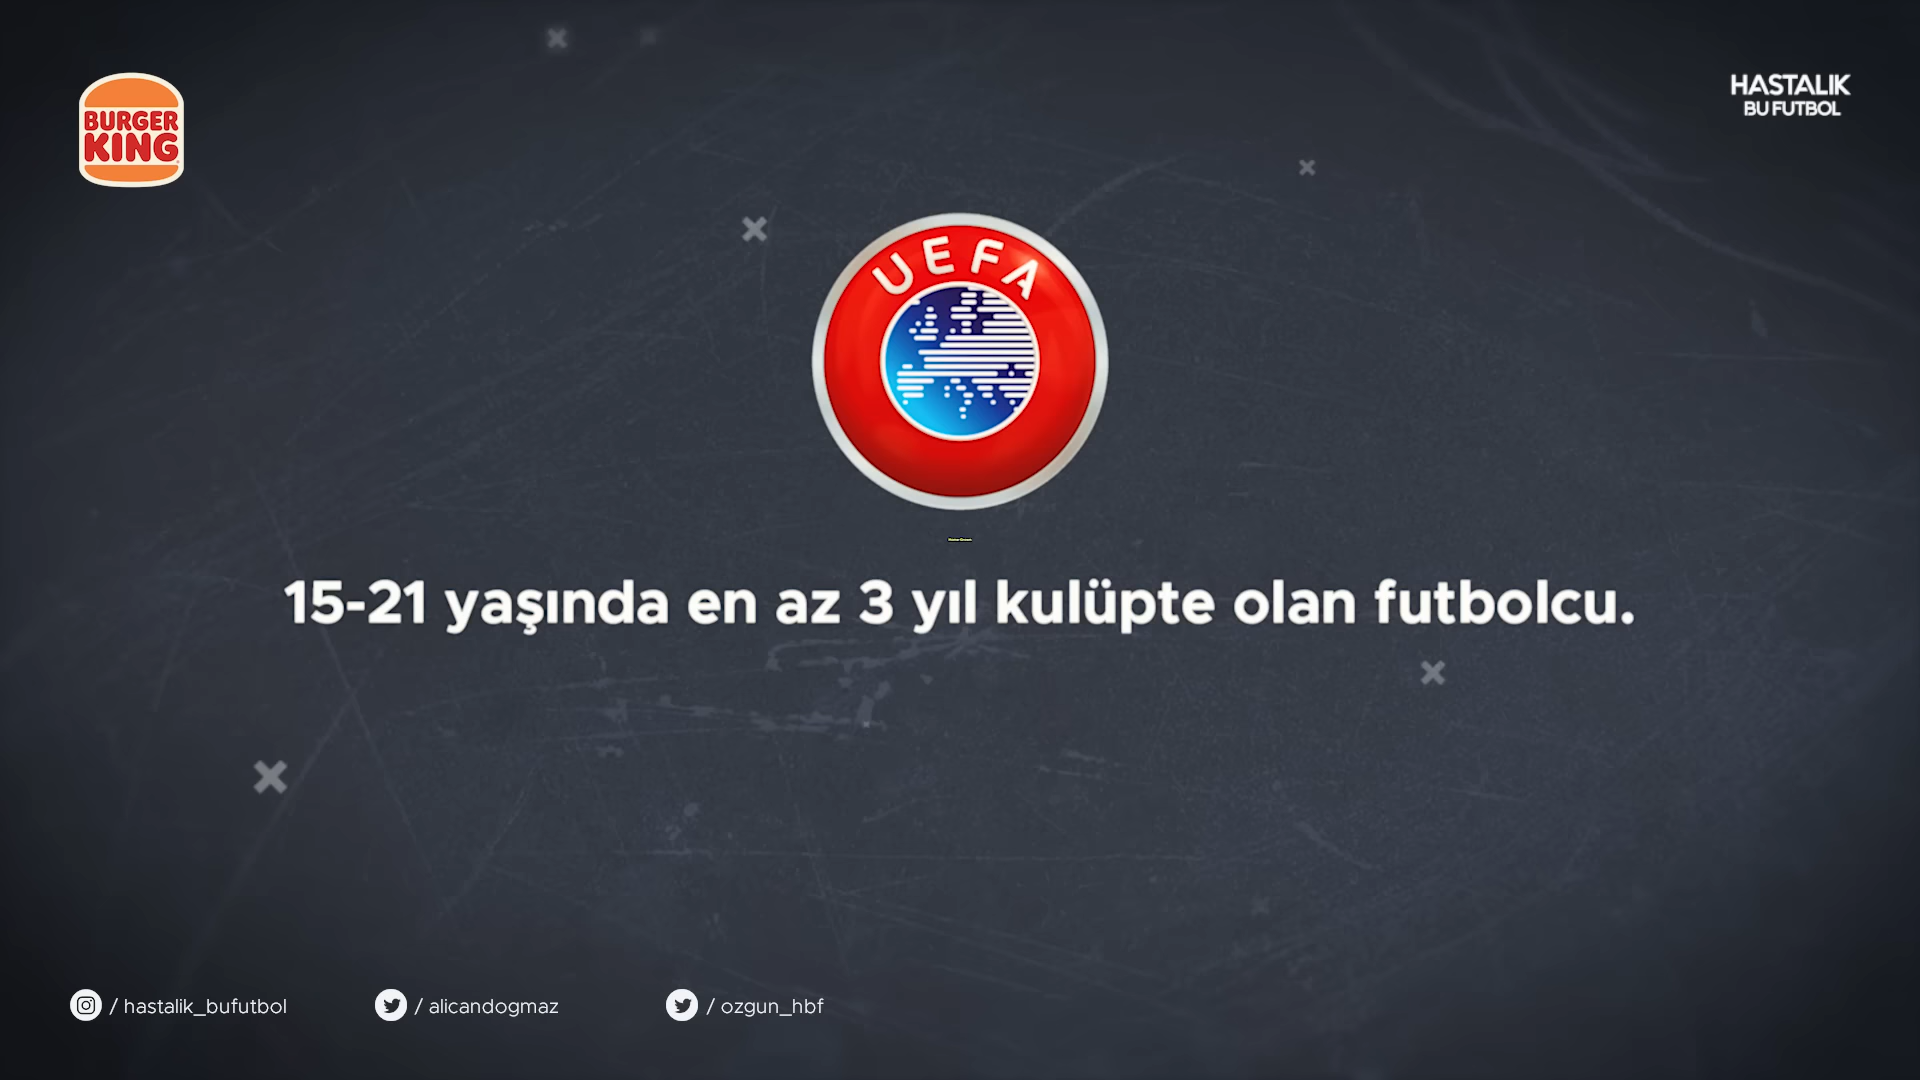 BURGER
KING
HASTALIK
BU FUTBOL
UEFA
15-21 yaşında en az 3 yıl kulüpte olan futbolcu.
/ hastalik_bufutbol
/ alicandogmaz
/ ozgun_hbf